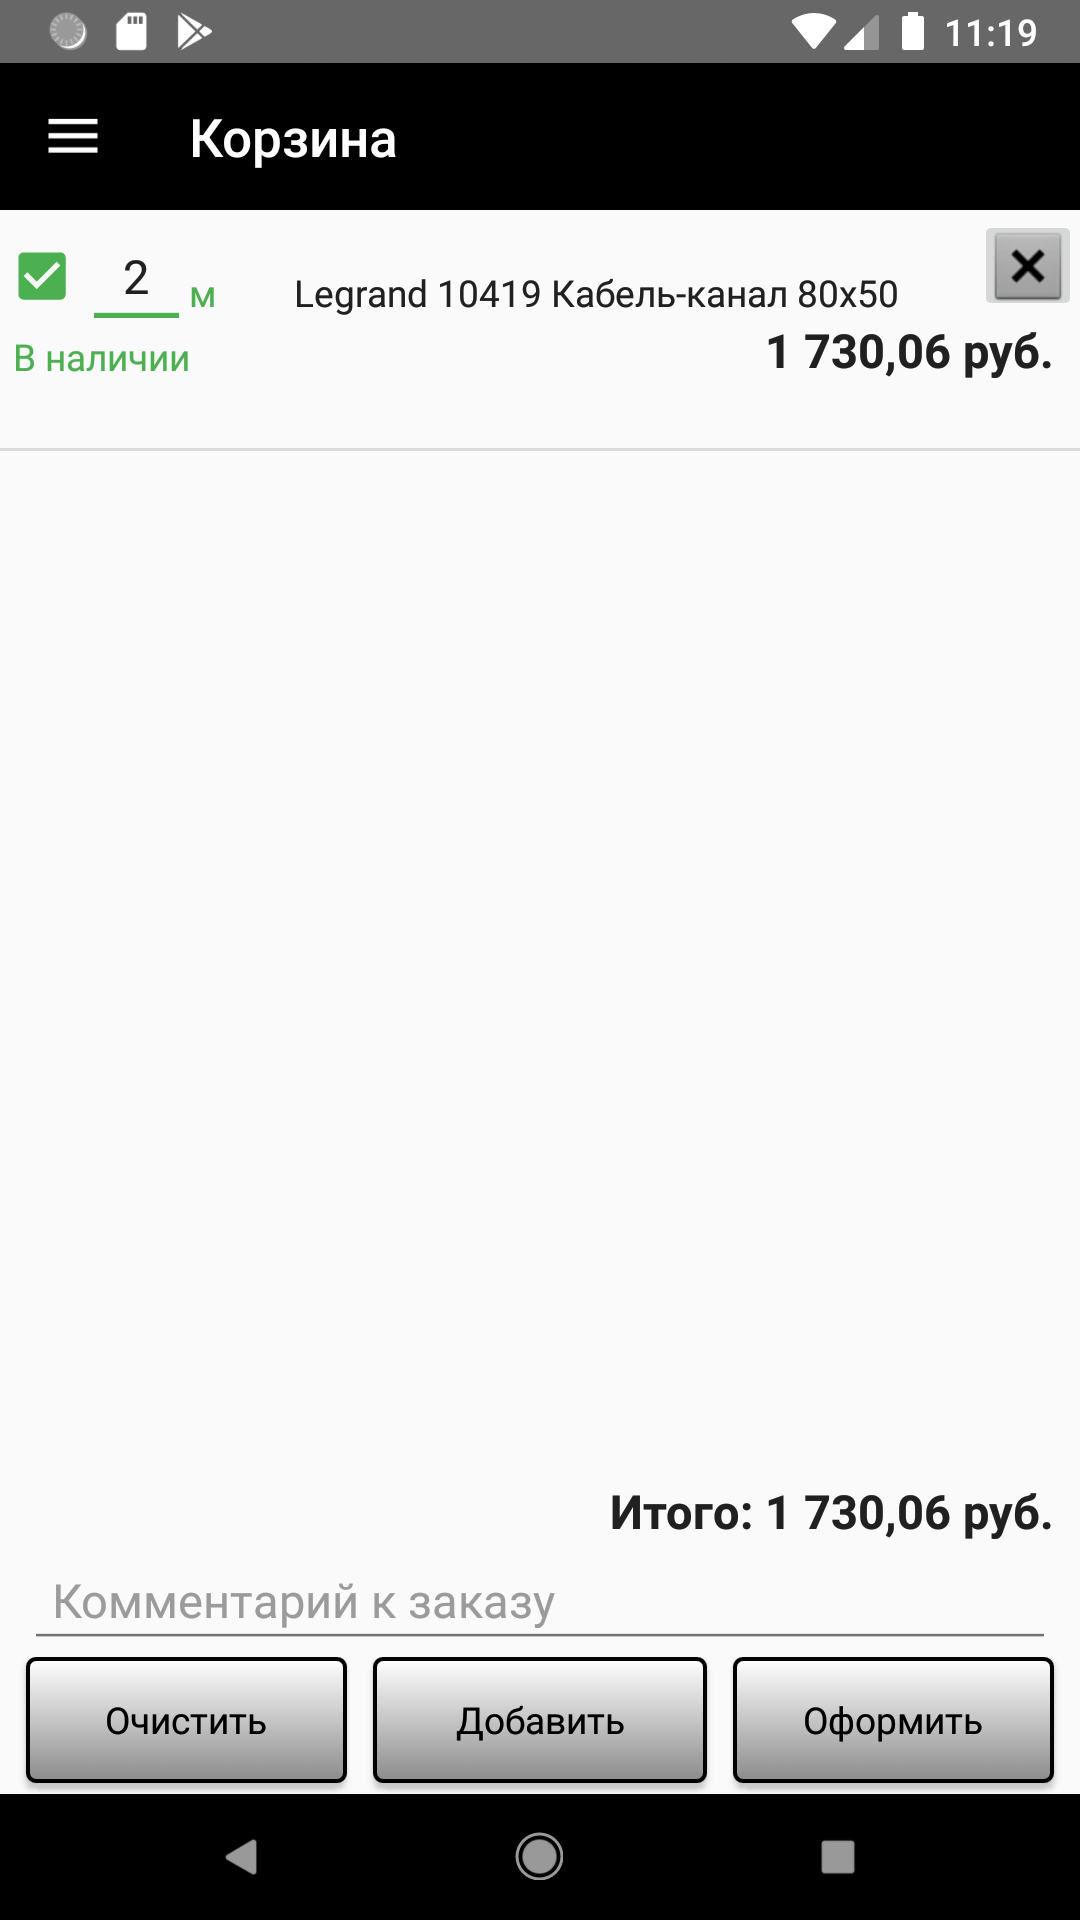 11:19
Корзина
2 м Legrand 10419 Кабель-канал 80x50
В наличии 1 730,06 руб.
Итого: 1 730,06 руб.
Комментарий к заказу
Очистить Добавить Оформить